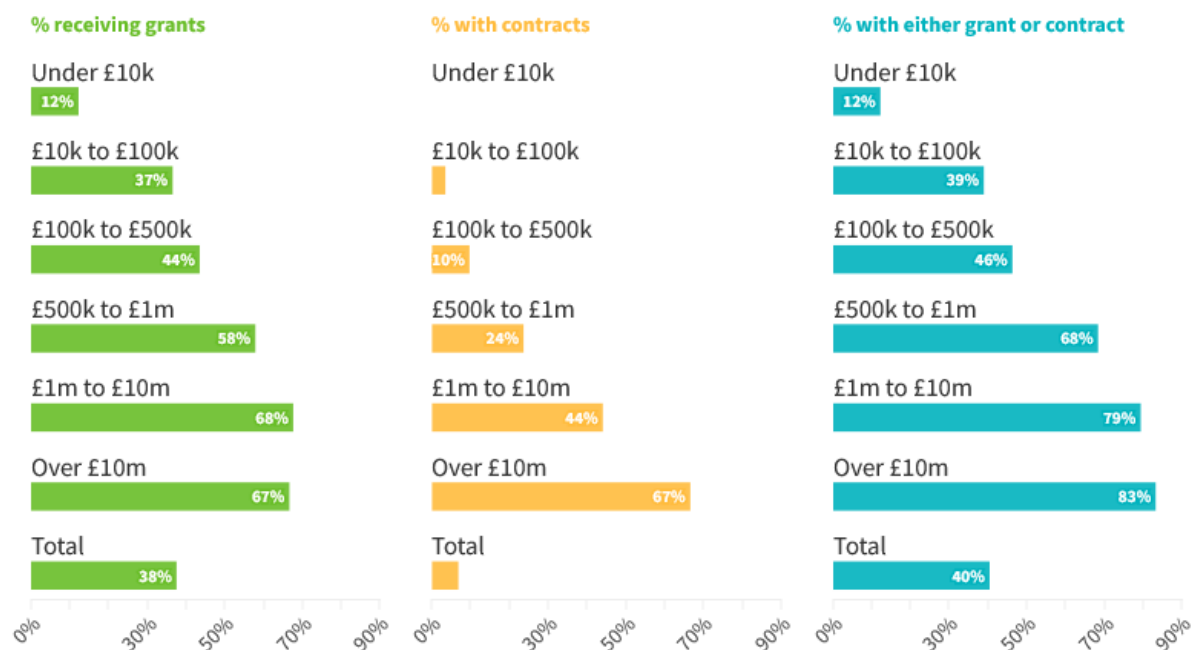 % receiving grants
Under £10k
12%
£10k to £100k
37%
£100k to £500k
44%
£500k to £1m
58%
£1m to £10m
68%
Over £10m
67%
Total
38%
0% 30% 50% 70% 90%
% with contracts
Under £10k
£10k to £100k
£100k to £500k
10%
£500k to £1m
24%
£1m to £10m
44%
Over £10m
67%
Total
0% 30% 50% 70% 90%
% with either grant or contract
Under £10k
12%
£10k to £100k
39%
£100k to £500k
46%
£500k to £1m
68%
£1m to £10m
79%
Over £10m
83%
Total
40%
0% 30% 50% 70% 90%